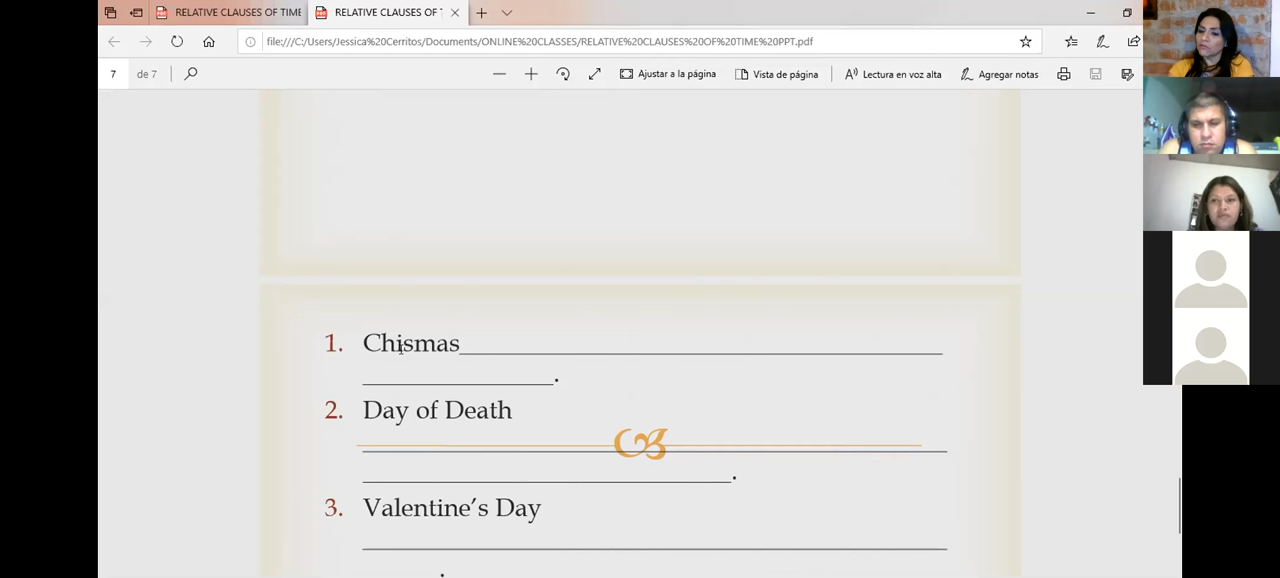 RELATIVE CLAUSES OF TIME
RELATIVE CLAUSES OF T
file:///C:/Users/Jessica%20Cerritos/Documents/ONLINE%20CLASSES/RELATIVE%20CLAUSES%20OF%20TIME%20PPT.pdf
7 de 7
Ajustar a la página
Vista de página
Lectura en voz alta
Agregar notas
1. Chismas
2. Day of Death
3. Valentine's Day